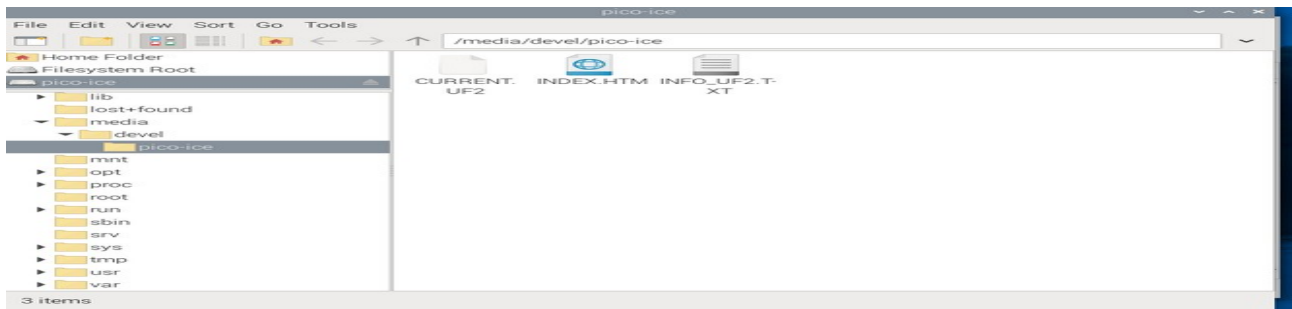 pico-ice
File Edit View Sort Go Tools
/media/devel/pico-ice
Home Folder
Filesystem Root
pico-ice
lib
lost+found
media
devel
pico-ice
mnt
opt
proc
root
run
sbin
srv
sys
tmp
usr
var
CURRENT. INDEX.HTM INFO_UF2.T-
UF2 XT
3 items